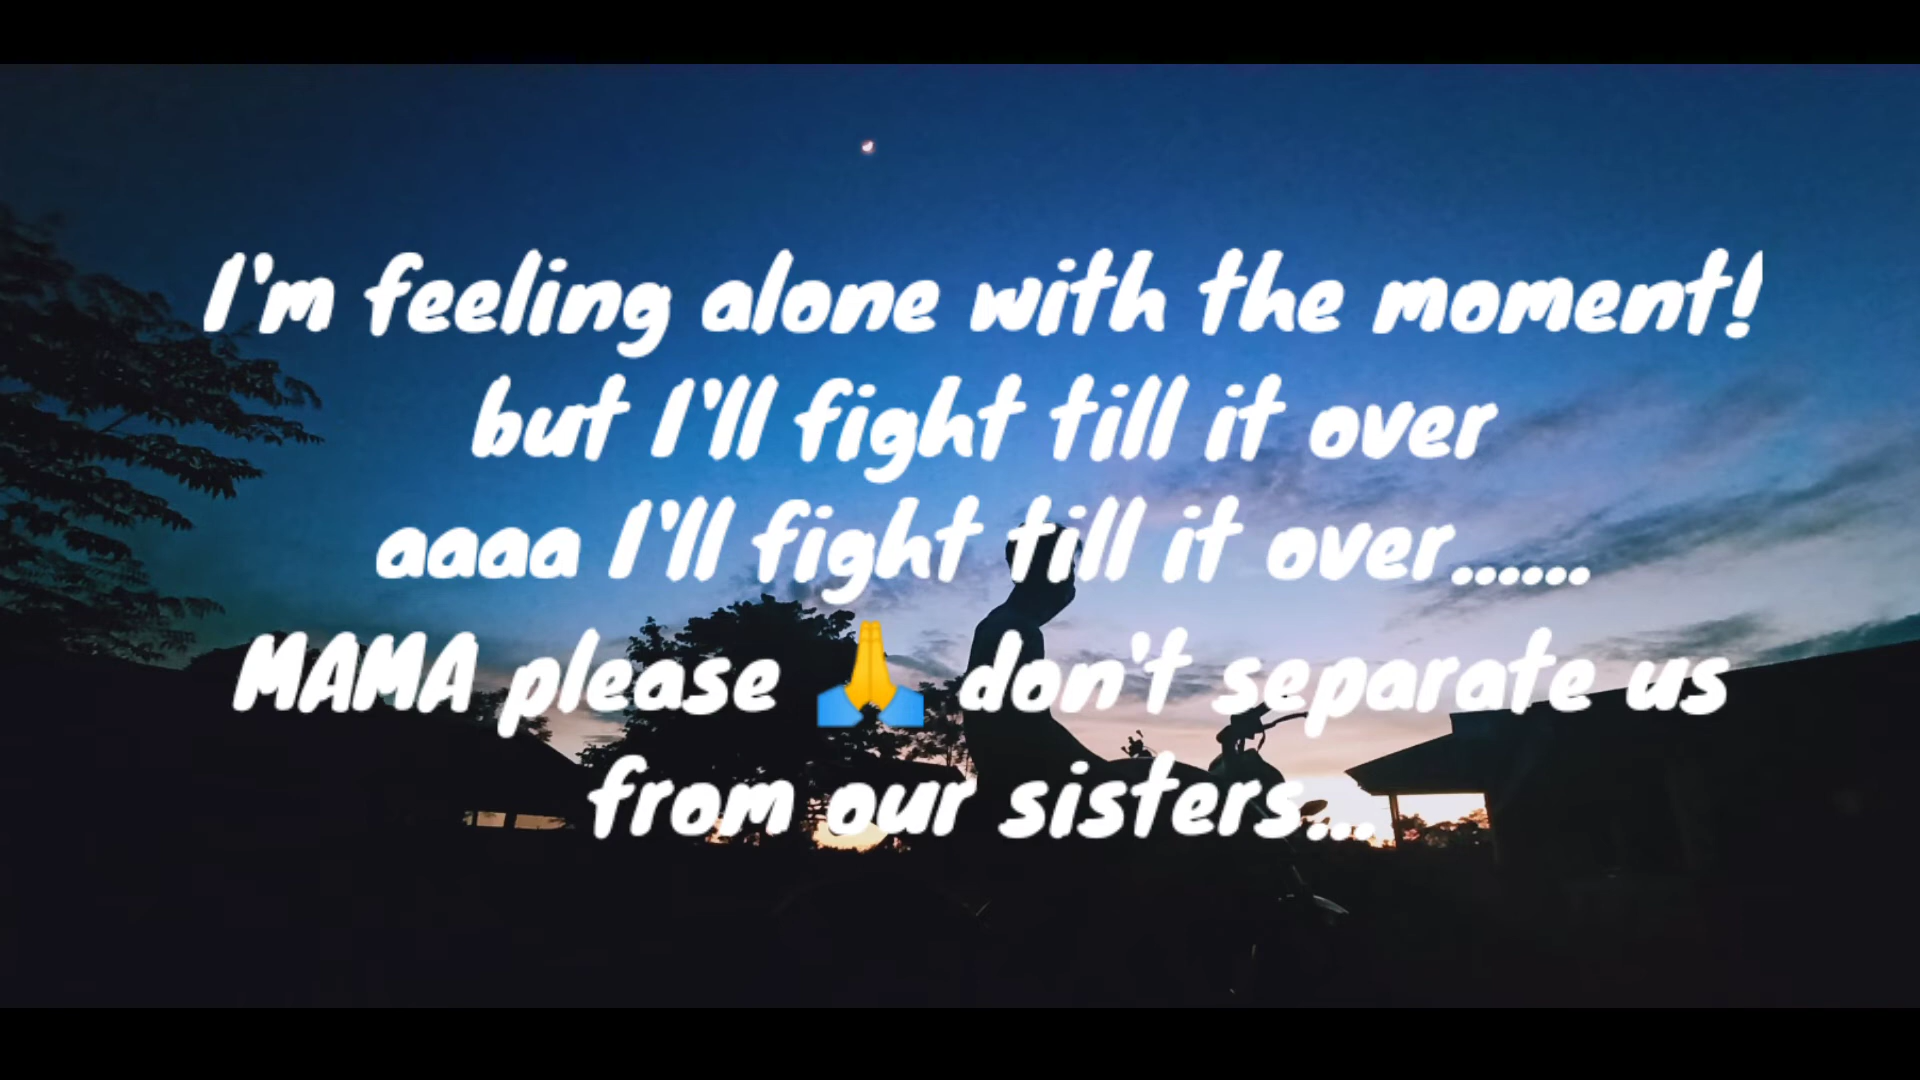 I'm feeling alone with the moment!
but I'll fight till it over
aaaa I'll fight till it over......
MAMA please 🙏 don't separate us
from our sisters...